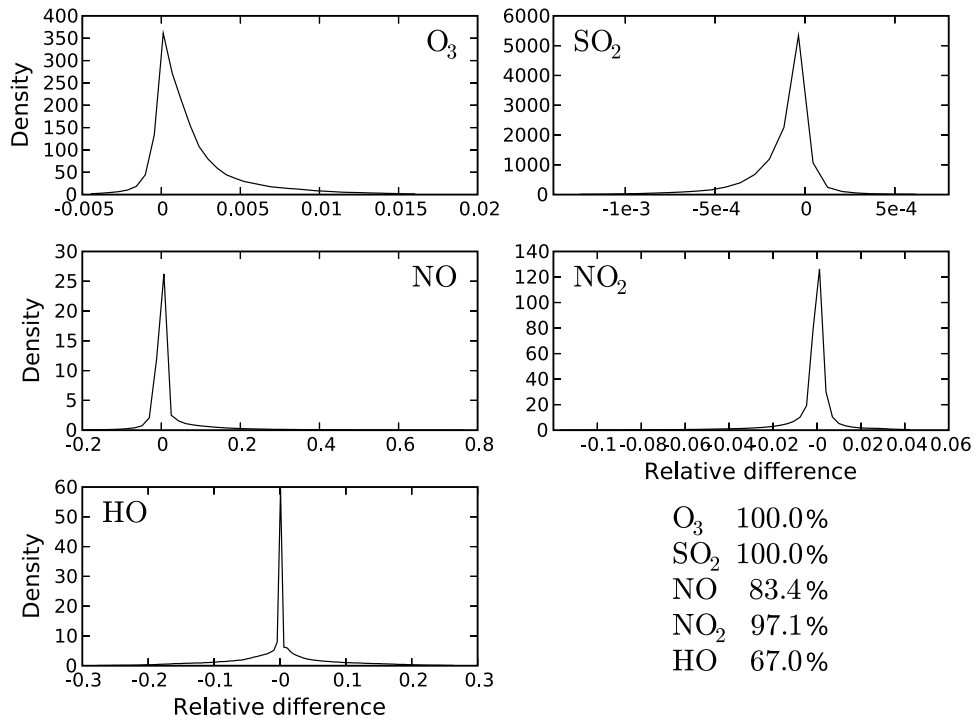 400
350
300
250
200
150
100
50
0
Density
O₃
-0.005 0 0.005 0.01 0.015 0.02
6000
5000
4000
3000
2000
1000
0
SO₂
-1e-3 -5e-4 0 5e-4
30
25
20
15
10
5
0
Density
NO
-0.2 0 0.2 0.4 0.6 0.8
140
120
100
80
60
40
20
0
NO₂
-0.1 -0.08 -0.06 -0.04 -0.02 -0 0.02 0.04 0.06
Relative difference
60
50
40
30
20
10
0
Density
HO
-0.3 -0.2 -0.1 -0 0.1 0.2 0.3
Relative difference
O₃ 100.0%
SO₂ 100.0%
NO 83.4%
NO₂ 97.1%
HO 67.0%